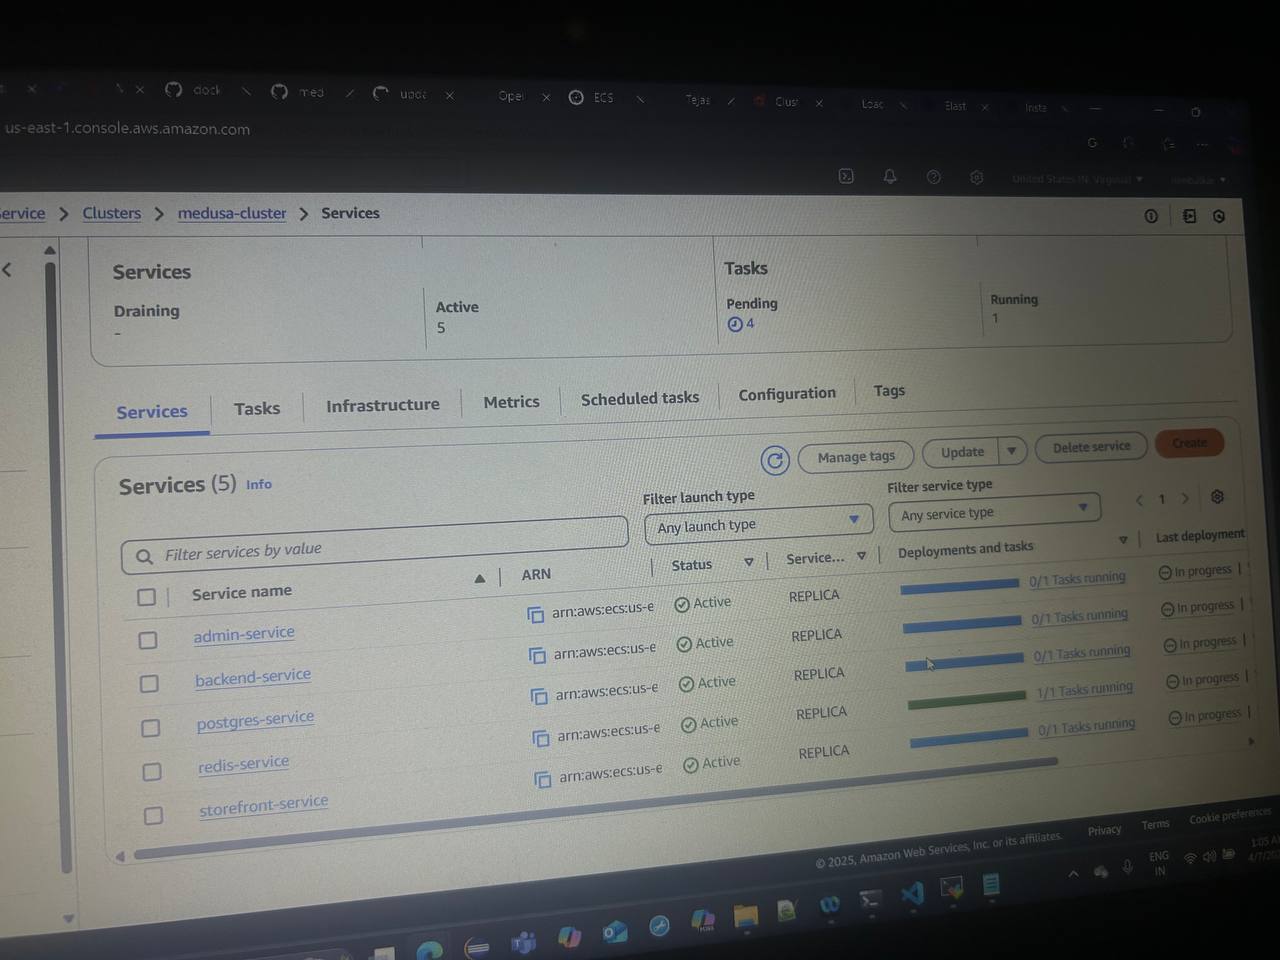 dock
med
upda
Oper
ECS
Tejas
Clust
Loac
Elast
Insta
us-east-1.console.aws.amazon.com
United States (N. Virginia)
Service > Clusters > medusa-cluster > Services
Services
Tasks
Draining
-
Active
5
Pending
4
Running
1
Services
Tasks
Infrastructure
Metrics
Scheduled tasks
Configuration
Tags
Services (5) Info
Manage tags
Update
Delete service
Create
Filter launch type
Filter service type
Filter services by value
Any launch type
Any service type
1
Service name
ARN
Status
Service...
Deployments and tasks
Last deployment
admin-service arn:aws:ecs:us-e Active REPLICA 0/1 Tasks running In progress |
backend-service arn:aws:ecs:us-e Active REPLICA 0/1 Tasks running In progress |
postgres-service arn:aws:ecs:us-e Active REPLICA 0/1 Tasks running In progress |
redis-service arn:aws:ecs:us-e Active REPLICA 1/1 Tasks running In progress |
storefront-service arn:aws:ecs:us-e Active REPLICA 0/1 Tasks running In progress |
© 2025, Amazon Web Services, Inc. or its affiliates.
Privacy
Terms
Cookie preferences
ENG
IN
1:05 A